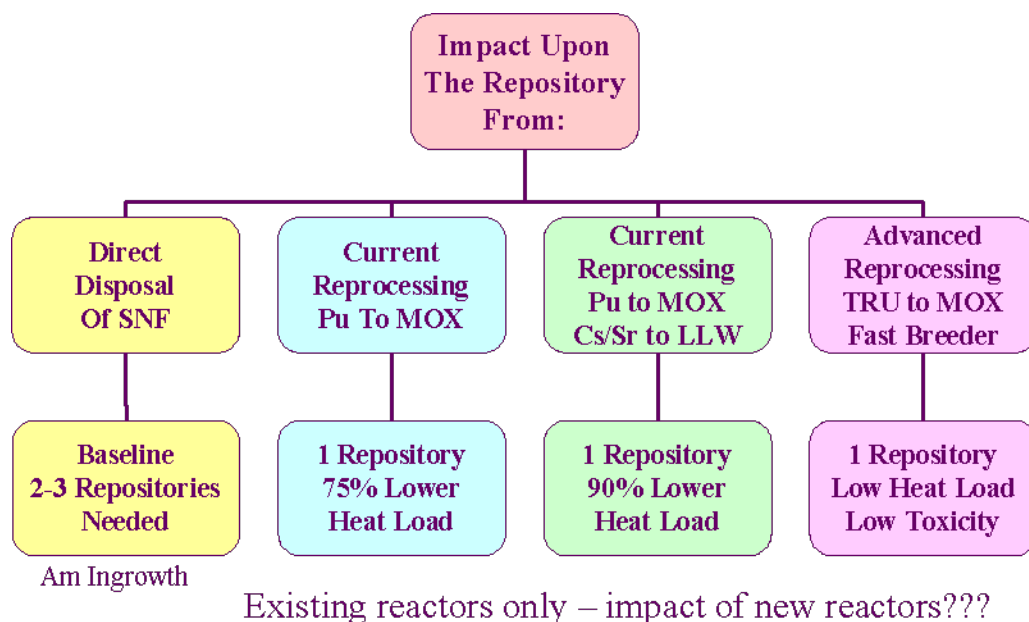 Impact Upon
The Repository
From:
Direct
Disposal
Of SNF
Current
Reprocessing
Pu To MOX
Current
Reprocessing
Pu to MOX
Cs/Sr to LLW
Advanced
Reprocessing
TRU to MOX
Fast Breeder
Baseline
2-3 Repositories
Needed
1 Repository
75% Lower
Heat Load
1 Repository
90% Lower
Heat Load
1 Repository
Low Heat Load
Low Toxicity
Am Ingrowth
Existing reactors only – impact of new reactors???